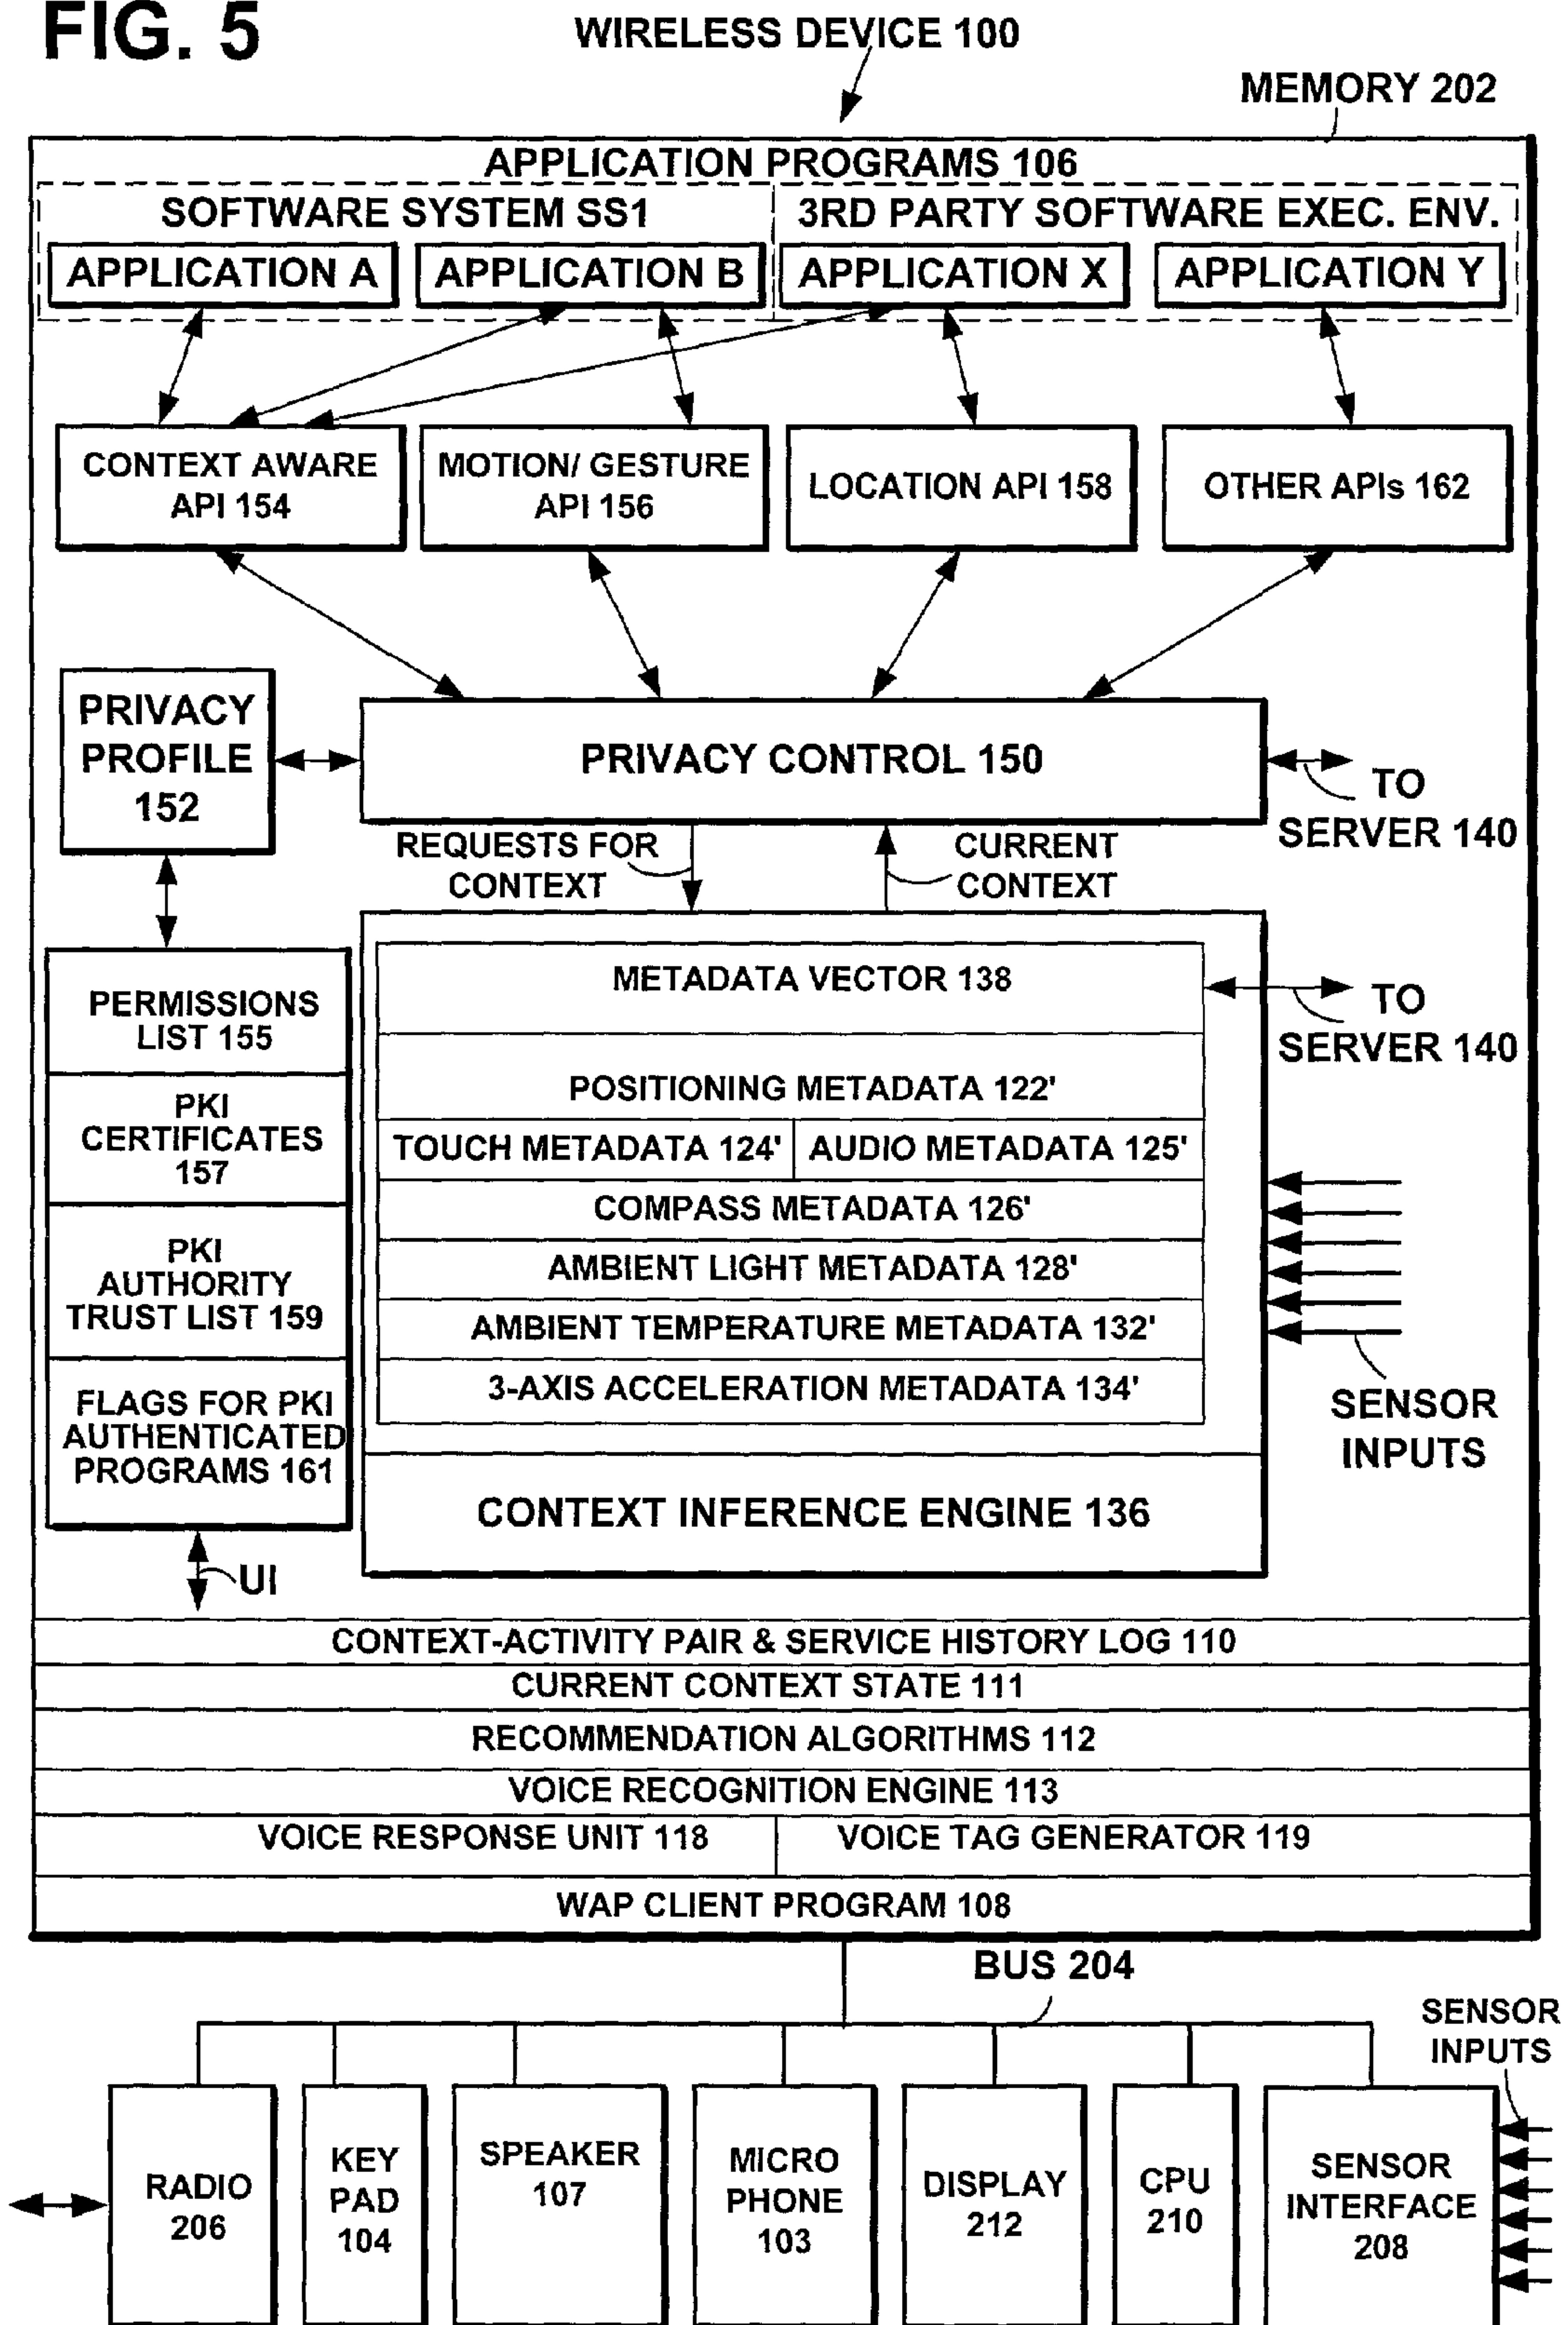 FIG. 5
WIRELESS DEVICE 100
MEMORY 202
APPLICATION PROGRAMS 106
SOFTWARE SYSTEM SS1
3RD PARTY SOFTWARE EXEC. ENV.
APPLICATION A
APPLICATION B
APPLICATION X
APPLICATION Y
CONTEXT AWARE
API 154
MOTION/ GESTURE
API 156
LOCATION API 158
OTHER APIs 162
PRIVACY
PROFILE
152
PRIVACY CONTROL 150
TO
SERVER 140
REQUESTS FOR
CONTEXT
CURRENT
CONTEXT
PERMISSIONS
LIST 155
PKI
CERTIFICATES
157
PKI
AUTHORITY
TRUST LIST 159
FLAGS FOR PKI
AUTHENTICATED
PROGRAMS 161
UI
METADATA VECTOR 138
TO
SERVER 140
POSITIONING METADATA 122'
TOUCH METADATA 124'
AUDIO METADATA 125'
COMPASS METADATA 126'
AMBIENT LIGHT METADATA 128'
AMBIENT TEMPERATURE METADATA 132'
3-AXIS ACCELERATION METADATA 134'
SENSOR
INPUTS
CONTEXT INFERENCE ENGINE 136
CONTEXT-ACTIVITY PAIR & SERVICE HISTORY LOG 110
CURRENT CONTEXT STATE 111
RECOMMENDATION ALGORITHMS 112
VOICE RECOGNITION ENGINE 113
VOICE RESPONSE UNIT 118
VOICE TAG GENERATOR 119
WAP CLIENT PROGRAM 108
BUS 204
SENSOR
INPUTS
RADIO
206
KEY
PAD
104
SPEAKER
107
MICRO
PHONE
103
DISPLAY
212
CPU
210
SENSOR
INTERFACE
208